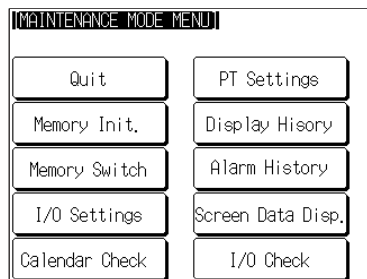 [MAINTENANCE MODE MENU]
Quit
PT Settings
Memory Init.
Display Hisory
Memory Switch
Alarm History
I/O Settings
Screen Data Disp.
Calendar Check
I/O Check